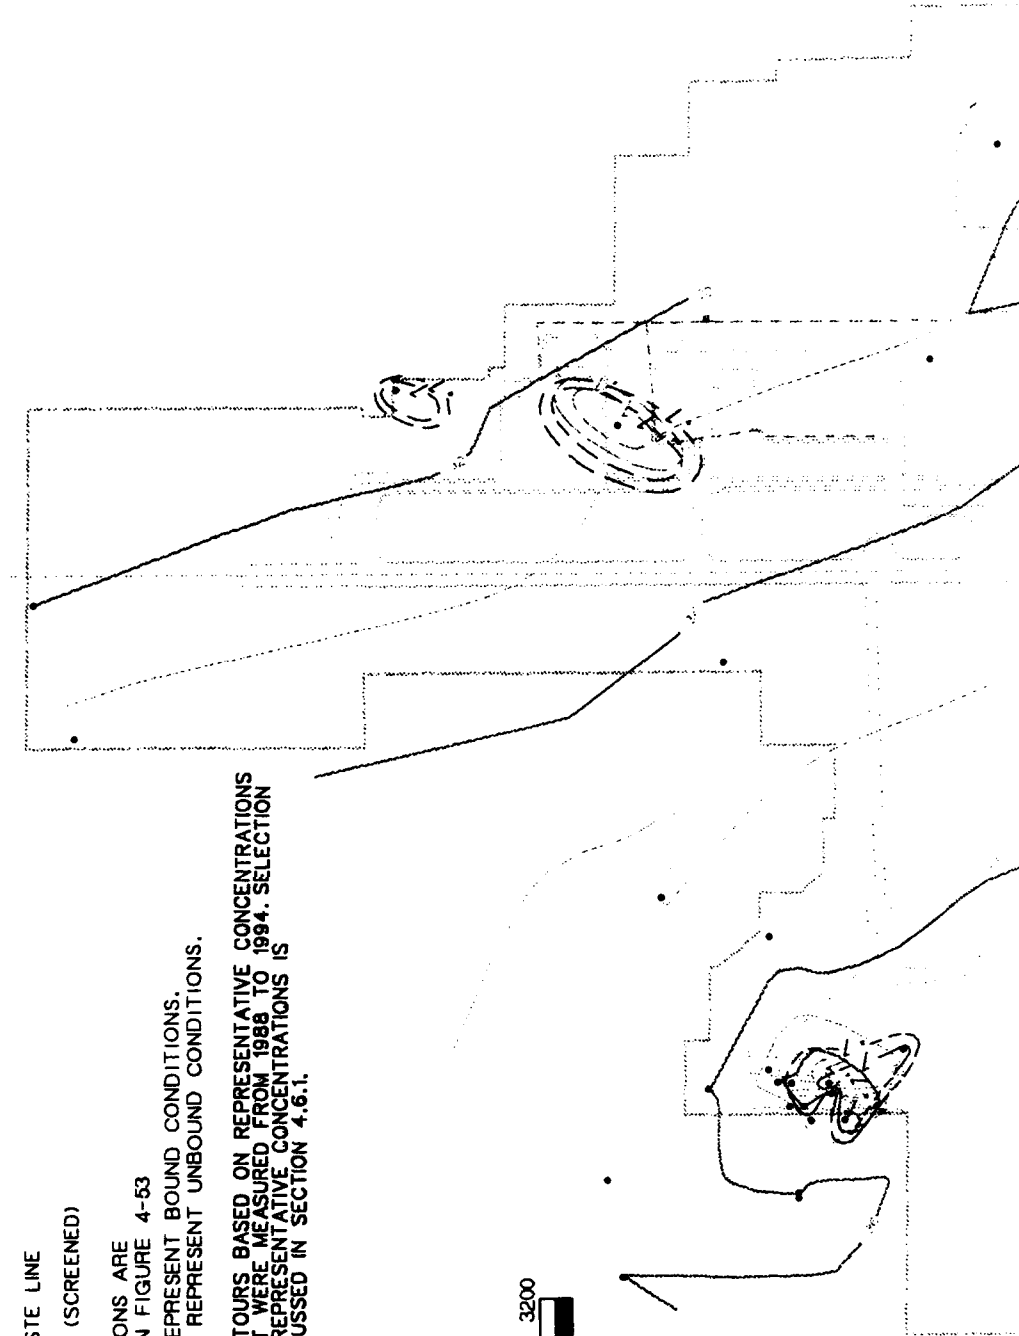 STE LINE
(SCREENED)
ONS ARE
N FIGURE 4-53
EPRESENT BOUND CONDITIONS.
REPRESENT UNBOUND CONDITIONS.
TOURS BASED ON REPRESENTATIVE CONCENTRATIONS
T WERE MEASURED FROM 1988 TO 1994. SELECTION
REPRESENTATIVE CONCENTRATIONS IS
USSED IN SECTION 4.6.1.
3200